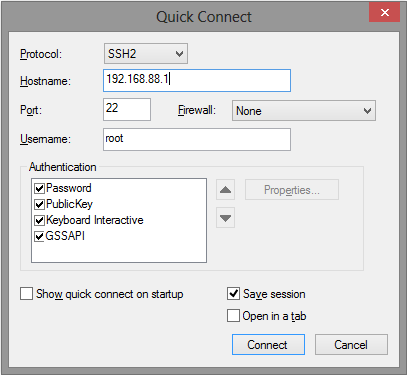 Quick Connect
Protocol: SSH2
Hostname: 192.168.88.1
Port: 22 Firewall: None
Username: root
Authentication
Password
PublicKey
Keyboard Interactive
GSSAPI
Properties...
Show quick connect on startup
Save session
Open in a tab
Connect Cancel